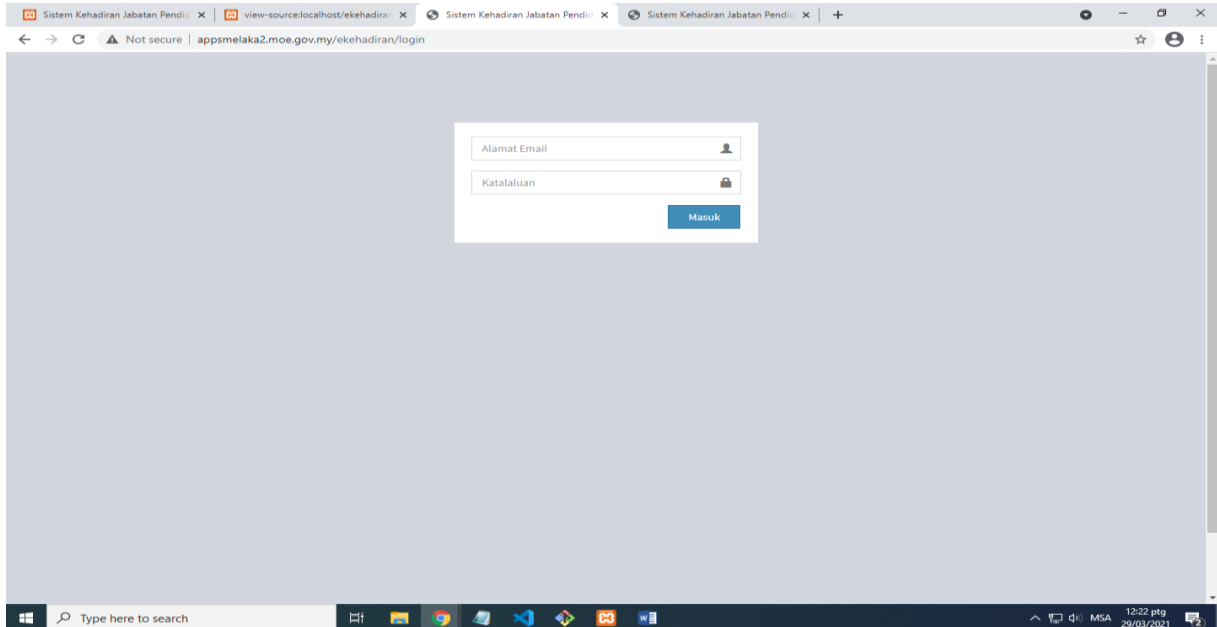 Sistem Kehadiran Jabatan Pendid
view-source:localhost/ekehadiran
Sistem Kehadiran Jabatan Pendid
Sistem Kehadiran Jabatan Pendid
Not secure | appsmelaka2.moe.gov.my/ekehadiran/login
Alamat Email
Katalaluan
Masuk
Type here to search
MSA
12:22 ptg
29/03/2021
2